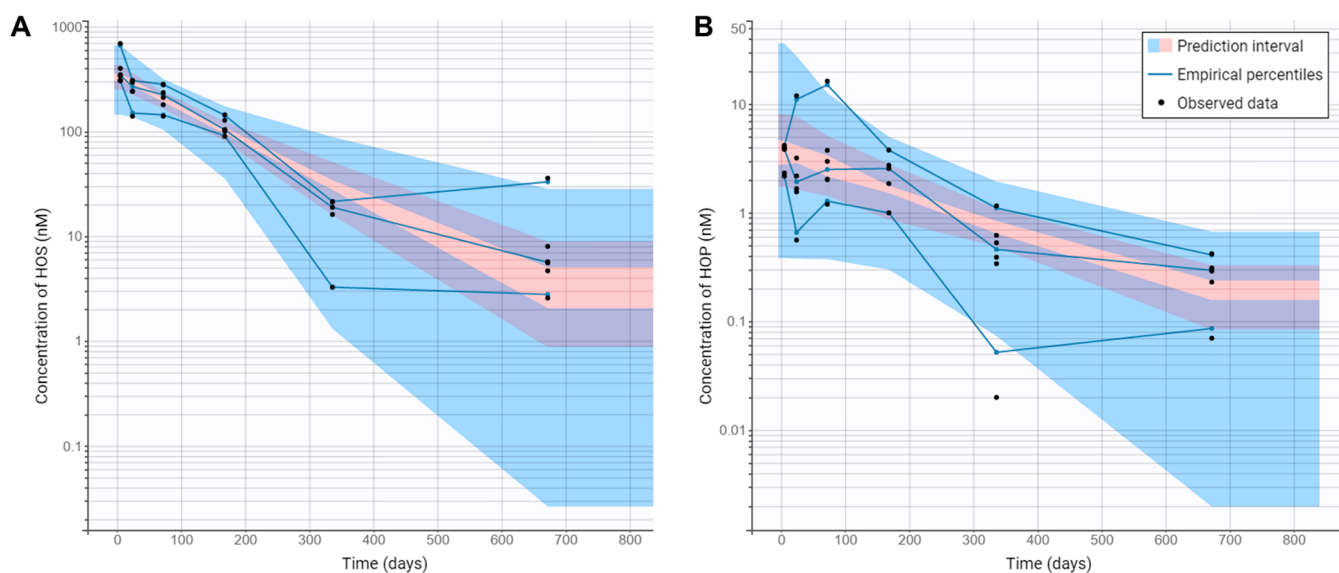 A
Concentration of HOS (nM)
1000
100
10
1
0.1
0 100 200 300 400 500 600 700 800
Time (days)
B
Concentration of HOP (nM)
50
10
1
0.1
0.01
0 100 200 300 400 500 600 700 800
Time (days)
Prediction interval
Empirical percentiles
Observed data